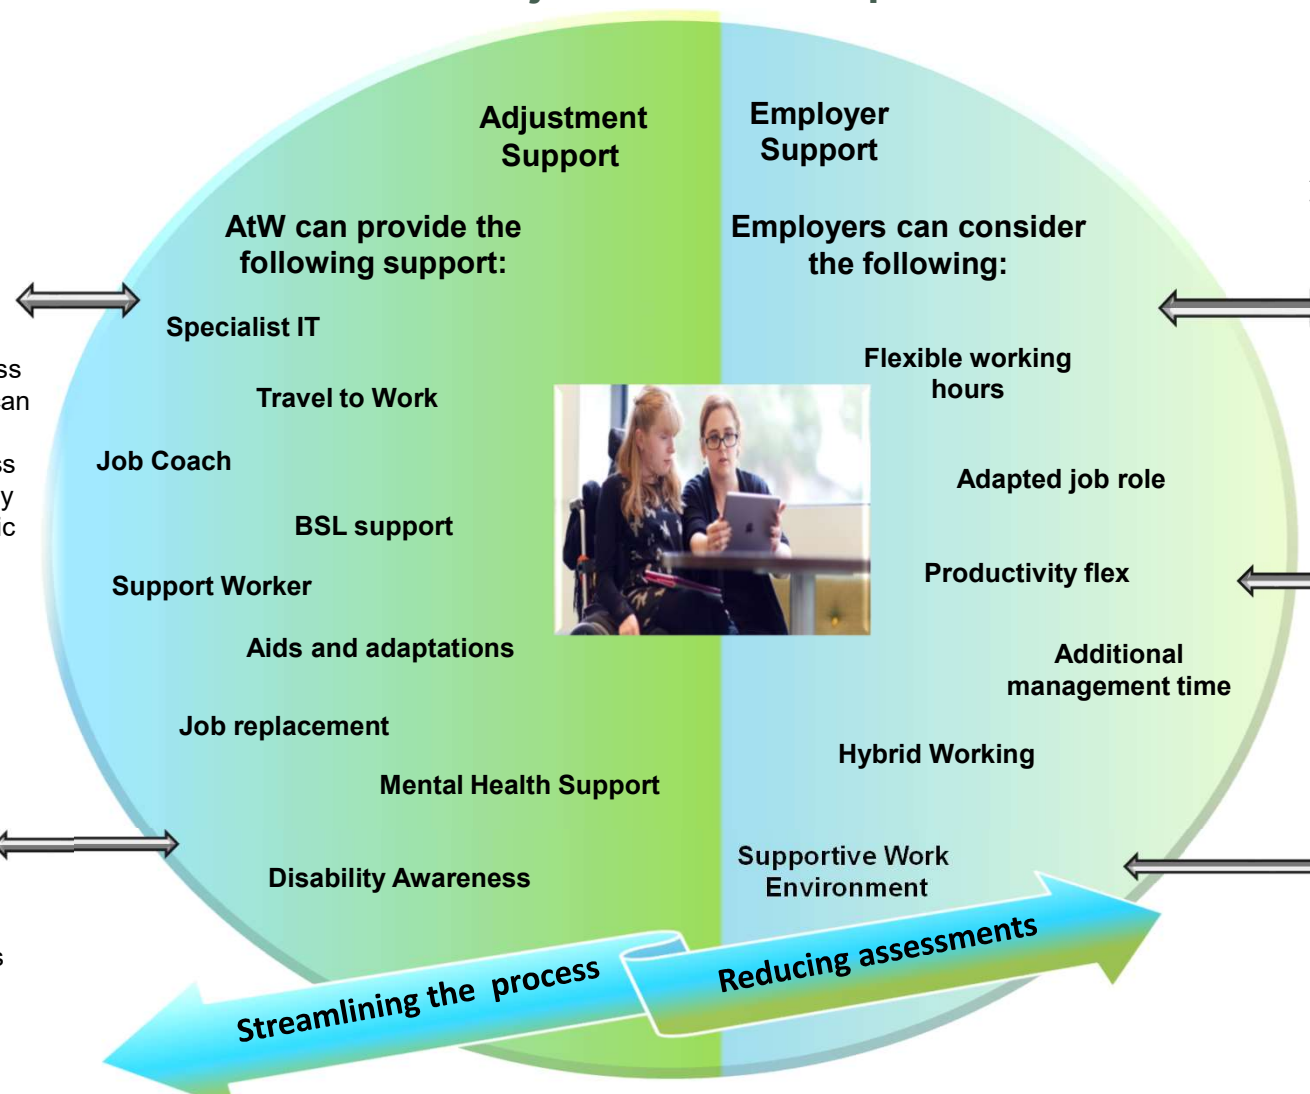 Adjustment
Support
AtW can provide the
following support:
Specialist IT
Travel to Work
Job Coach
BSL support
Support Worker
Aids and adaptations
Job replacement
Mental Health Support
Disability Awareness
Employer
Support
Employers can consider
the following:
Flexible working
hours
Adapted job role
Productivity flex
Additional
management time
Hybrid Working
Supportive Work
Environment
Streamlining the process
Reducing assessments